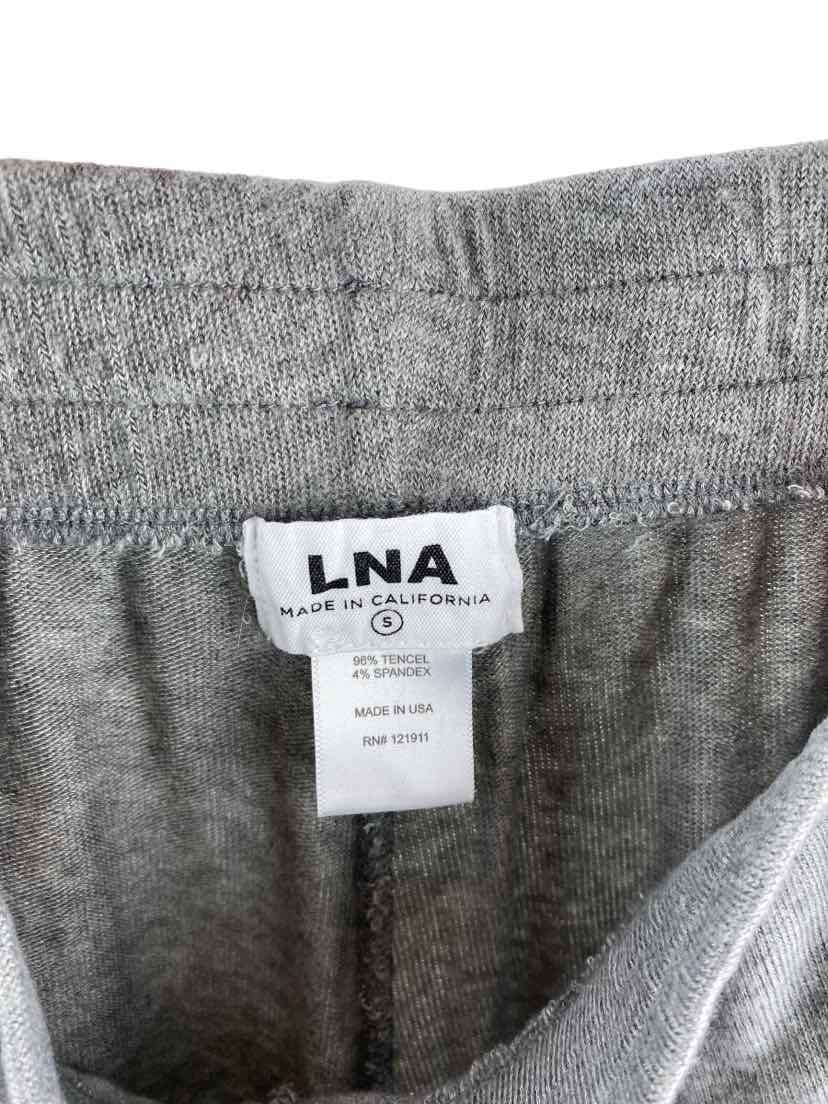 LNA
MADE IN CALIFORNIA
S
96% TENCEL
4% SPANDEX
MADE IN USA
RN# 121911